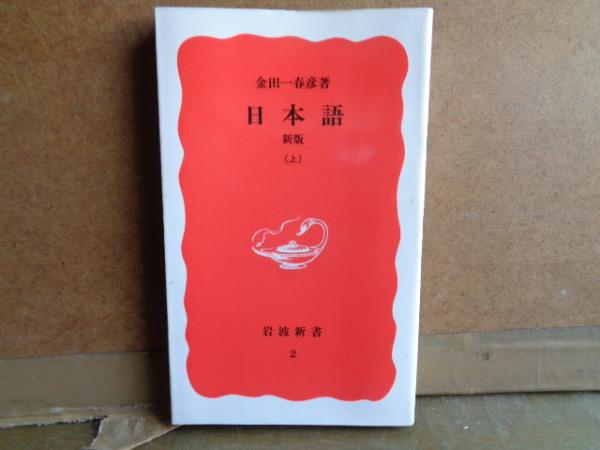 金田一春彦著
日本語
新版
(上)
岩波新書
2